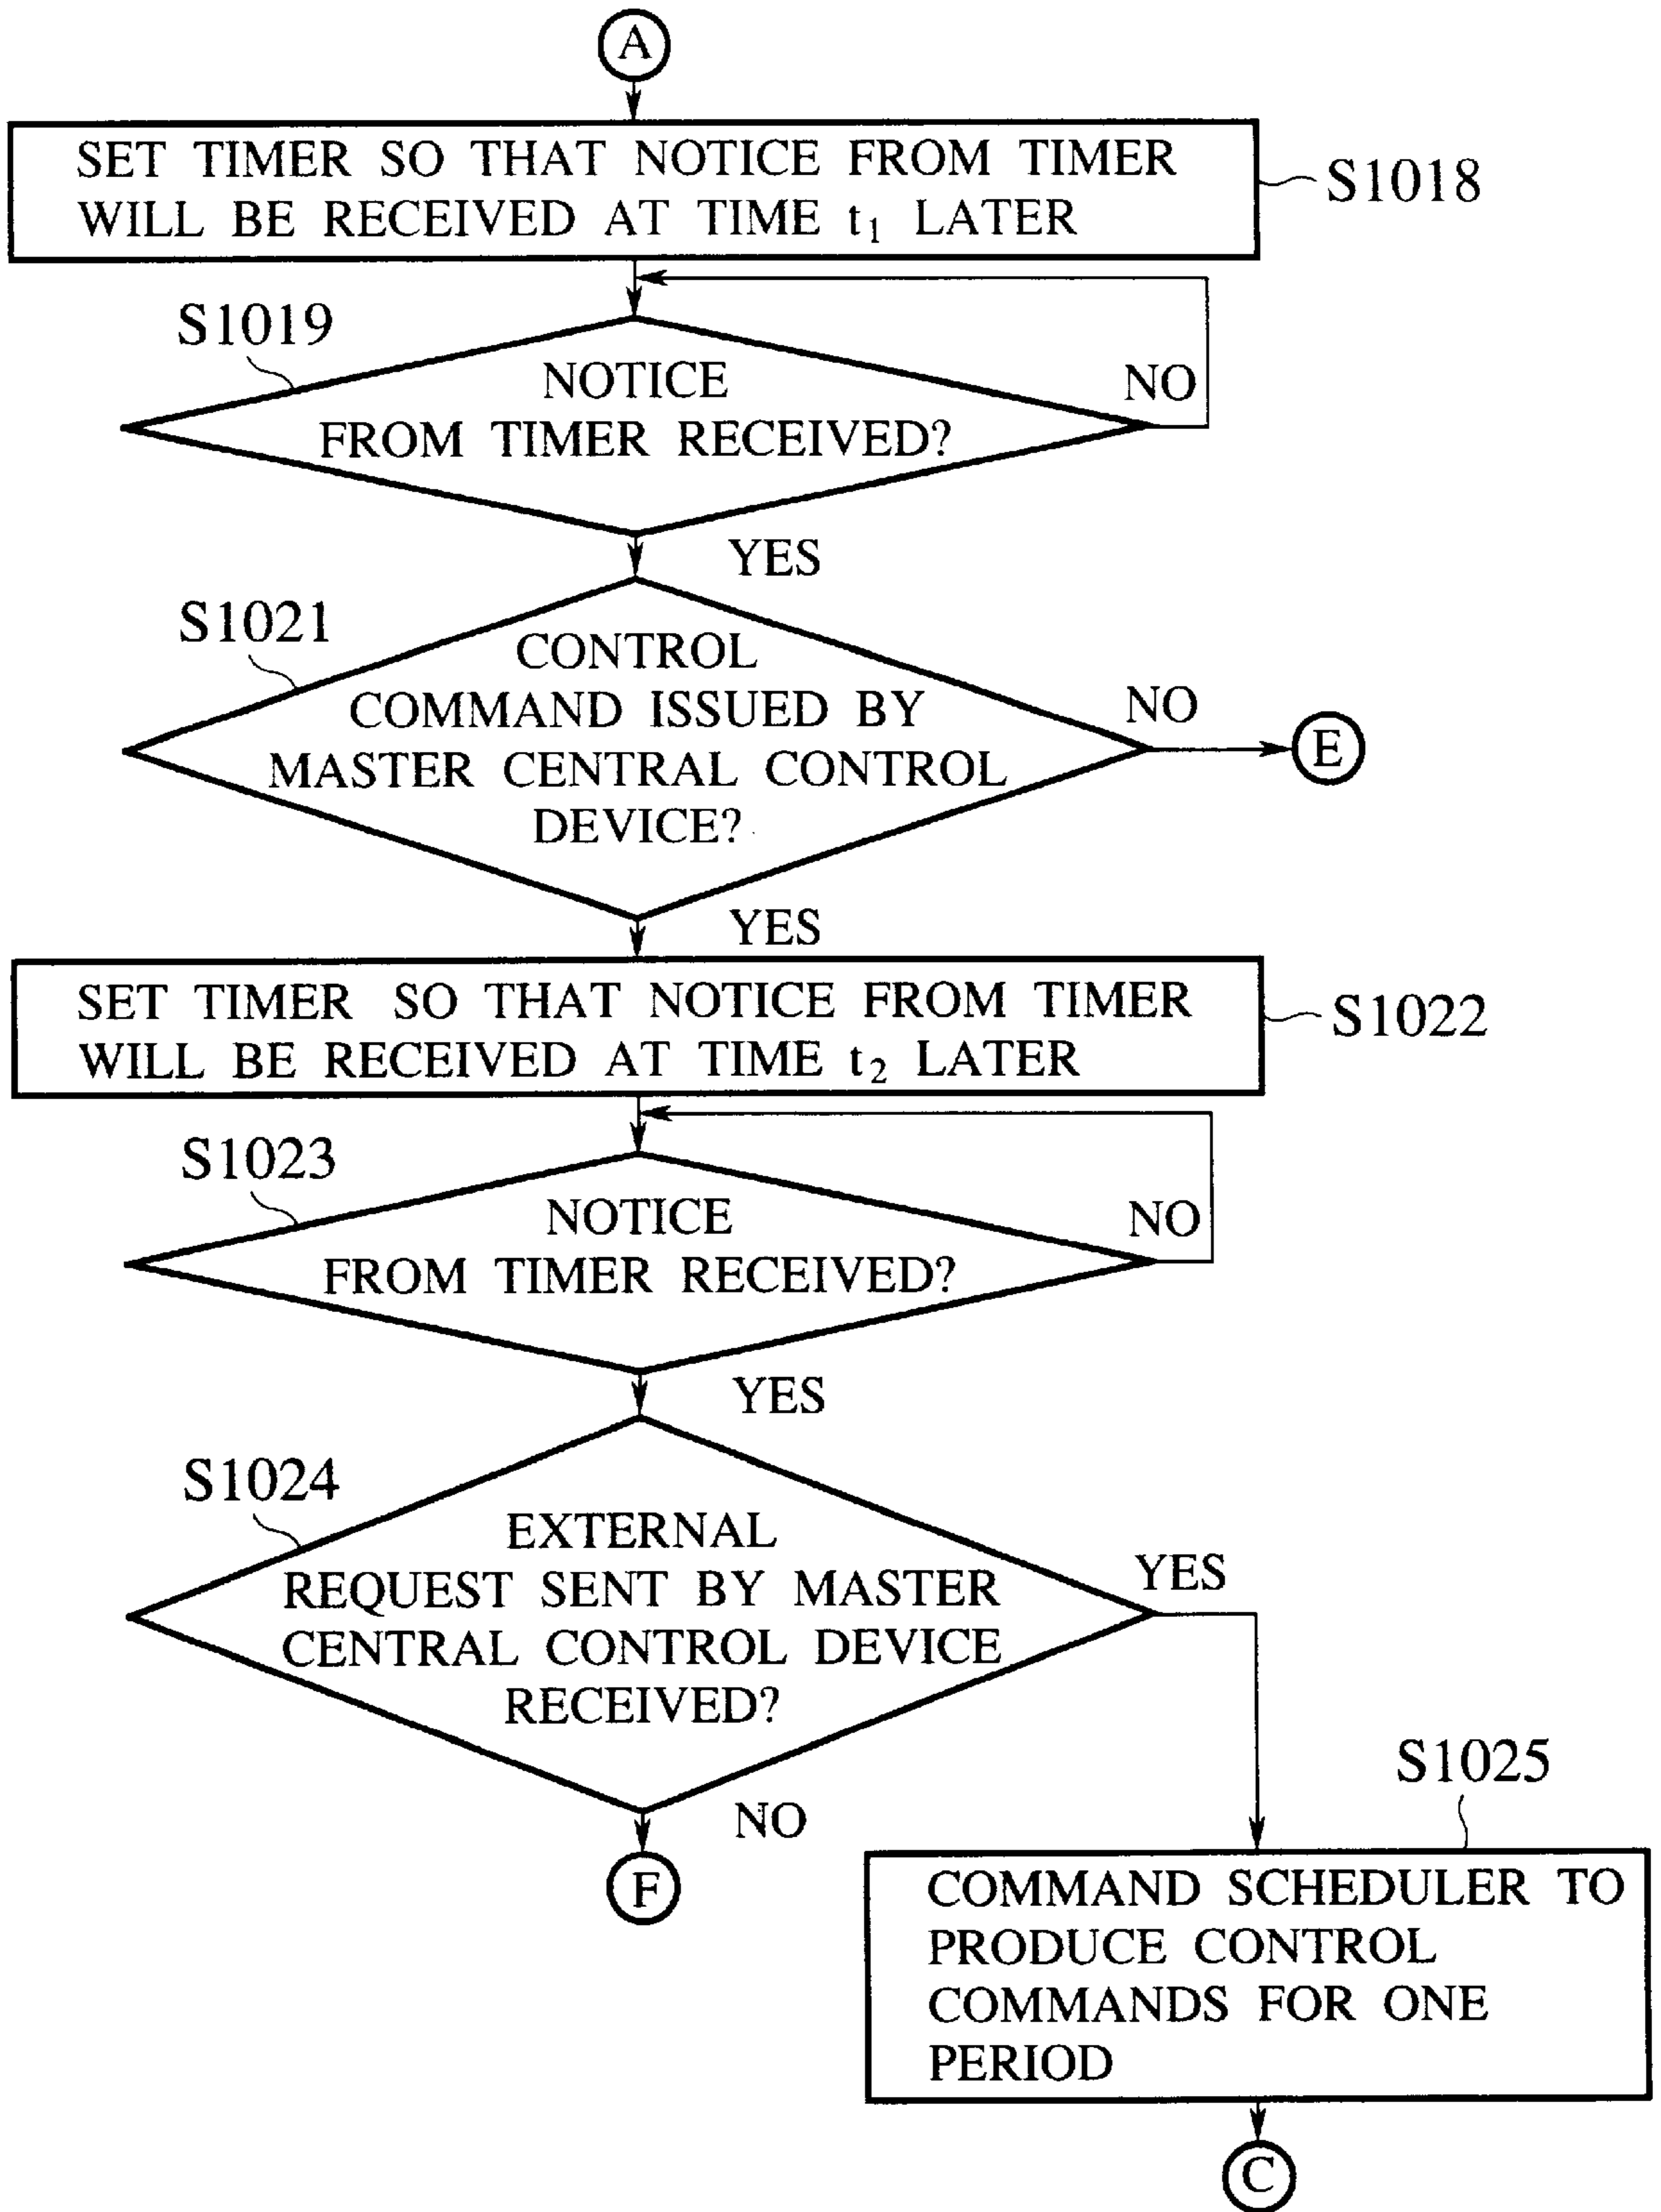 A
SET TIMER SO THAT NOTICE FROM TIMER
WILL BE RECEIVED AT TIME t₁ LATER
S1018
S1019
NOTICE
FROM TIMER RECEIVED?
NO
YES
S1021
CONTROL
COMMAND ISSUED BY
MASTER CENTRAL CONTROL
DEVICE?
NO
E
YES
SET TIMER SO THAT NOTICE FROM TIMER
WILL BE RECEIVED AT TIME t₂ LATER
S1022
S1023
NOTICE
FROM TIMER RECEIVED?
NO
YES
S1024
EXTERNAL
REQUEST SENT BY MASTER
CENTRAL CONTROL DEVICE
RECEIVED?
YES
NO
F
S1025
COMMAND SCHEDULER TO
PRODUCE CONTROL
COMMANDS FOR ONE
PERIOD
C